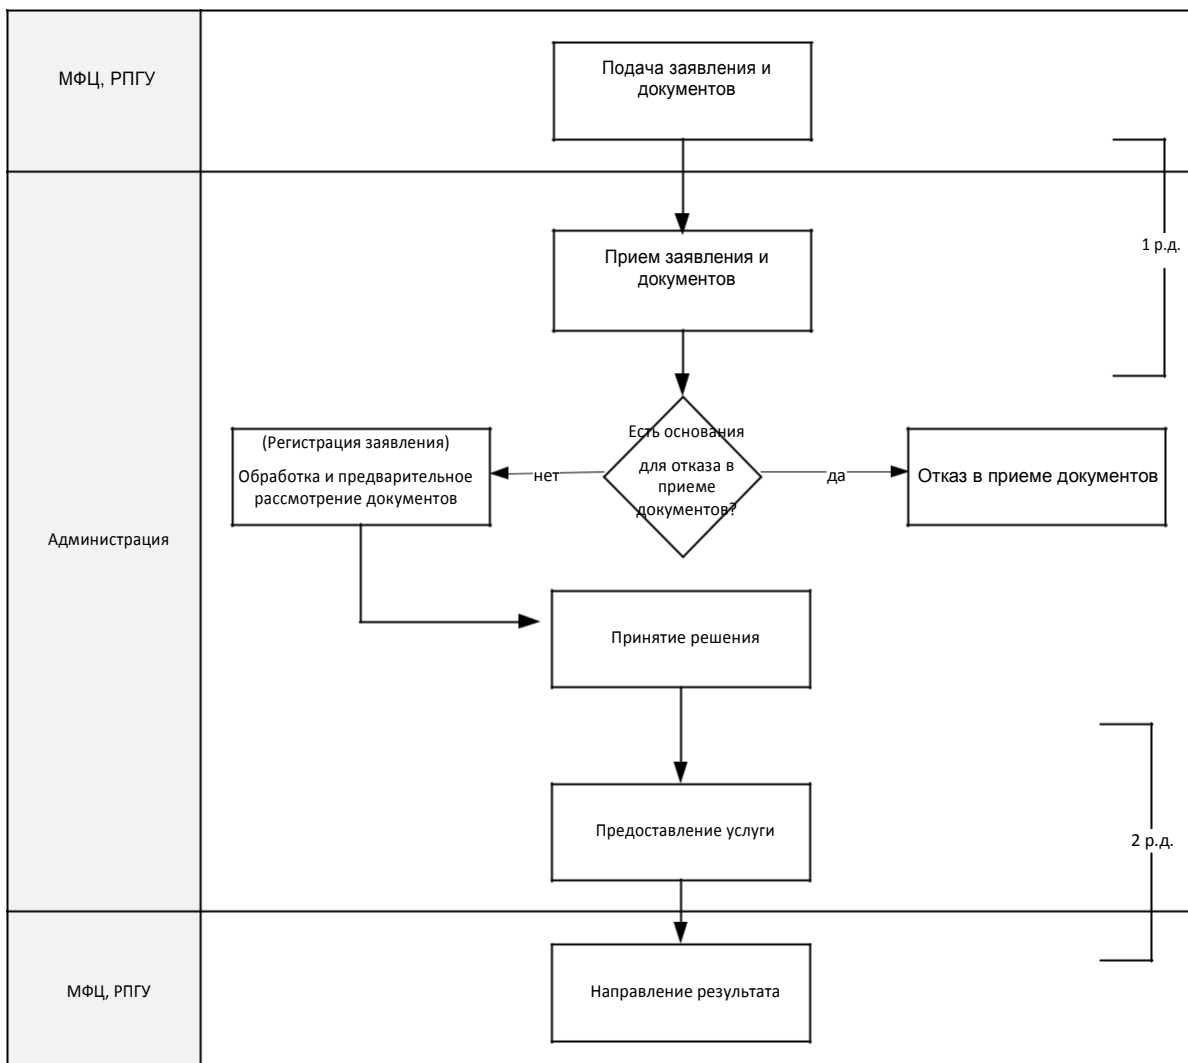 МФЦ, РПГУ
Подача заявления и
документов
1 р.д.
Прием заявления и
документов
Администрация
(Регистрация заявления)
Обработка и предварительное
рассмотрение документов
нет
Есть основания
для отказа в
приеме
документов?
да
Отказ в приеме документов
Принятие решения
Предоставление услуги
2 р.д.
МФЦ, РПГУ
Направление результата